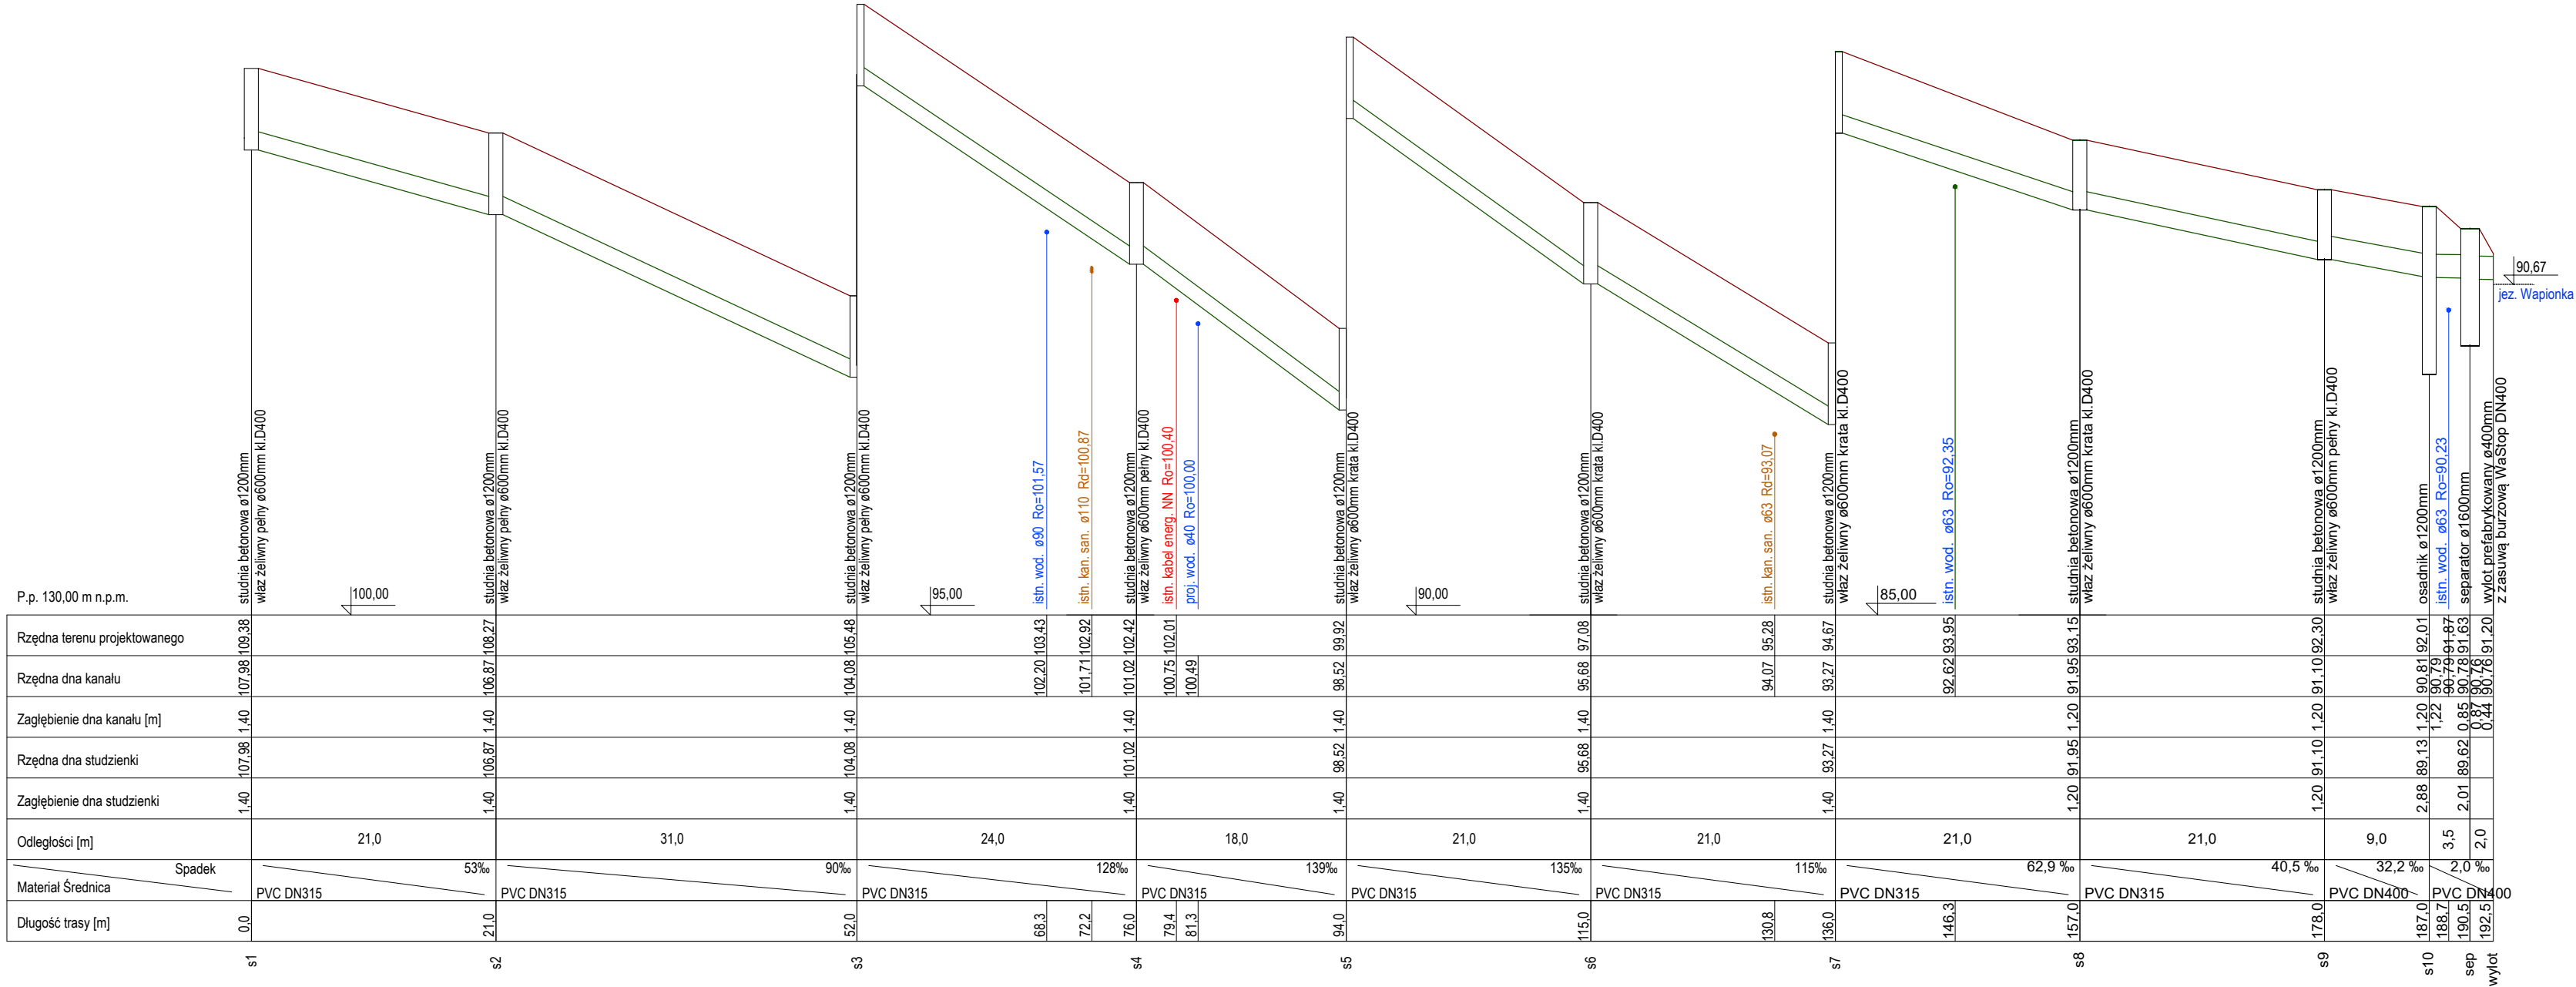 90,67
jez. Wapionka
studnia betonowa ø1200mm
właz żeliwny pełny ø600mm kl.D400
studnia betonowa ø1200mm
właz żeliwny pełny ø600mm kl.D400
studnia betonowa ø1200mm
właz żeliwny pełny ø600mm kl.D400
istn. wod. ø90 Ro=101,57
istn. kan. san. ø110 Rd=100,87
studnia betonowa ø1200mm
właz żeliwny ø600mm pełny kl.D400
istn. kabel energ. NN Ro=100,40
proj. wod. ø40 Ro=100,00
studnia betonowa ø1200mm
właz żeliwny ø600mm krata kl.D400
studnia betonowa ø1200mm
właz żeliwny ø600mm krata kl.D400
istn. kan. san. ø63 Rd=93,07
studnia betonowa ø1200mm
właz żeliwny ø600mm krata kl.D400
istn. wod. ø63 Ro=92,35
studnia betonowa ø1200mm
właz żeliwny ø600mm krata kl.D400
studnia betonowa ø1200mm
właz żeliwny ø600mm pełny kl.D400
osadnik ø1200mm
istn. wod. ø63 Ro=90,23
separator ø1600mm
wylot prefabrykowany ø400mm
z zasuwą burzową WaStop DN400
P.p. 130,00 m n.p.m.
100,00
95,00
90,00
85,00
Rzędna terenu projektowanego
109,38 108,27 105,48 103,43 102,92 102,42 102,01 99,92 97,08 95,28 94,67 93,95 93,15 92,30 92,01 91,87 91,63 91,20
Rzędna dna kanału
107,98 106,87 104,08 102,20 101,71 101,02 100,75 100,49 98,52 95,68 94,07 93,27 92,62 91,95 91,10 90,81 90,79 90,79 90,78 90,76 90,76
Zagłębienie dna kanału [m]
1,40 1,40 1,40 1,40 1,40 1,40 1,40 1,20 1,20 1,20 1,22 0,85 0,87 0,44
Rzędna dna studzienki
107,98 106,87 104,08 101,02 98,52 95,68 93,27 91,95 91,10 89,13 89,62
Zagłębienie dna studzienki
1,40 1,40 1,40 1,40 1,40 1,40 1,40 1,20 1,20 2,88 2,01
Odległości [m]
21,0 31,0 24,0 18,0 21,0 21,0 21,0 21,0 9,0 3,5 2,0
Spadek
53‰ 90‰ 128‰ 139‰ 135‰ 115‰ 62,9 ‰ 40,5 ‰ 32,2 ‰ 2,0 ‰
Materiał Średnica
PVC DN315 PVC DN315 PVC DN315 PVC DN315 PVC DN315 PVC DN315 PVC DN315 PVC DN315 PVC DN400 PVC DN400
Długość trasy [m]
0,0 21,0 52,0 68,3 72,2 76,0 79,4 81,3 94,0 115,0 130,8 136,0 146,3 157,0 178,0 187,0 188,7 190,5 192,5
s1 s2 s3 s4 s5 s6 s7 s8 s9 s10 sep wylot